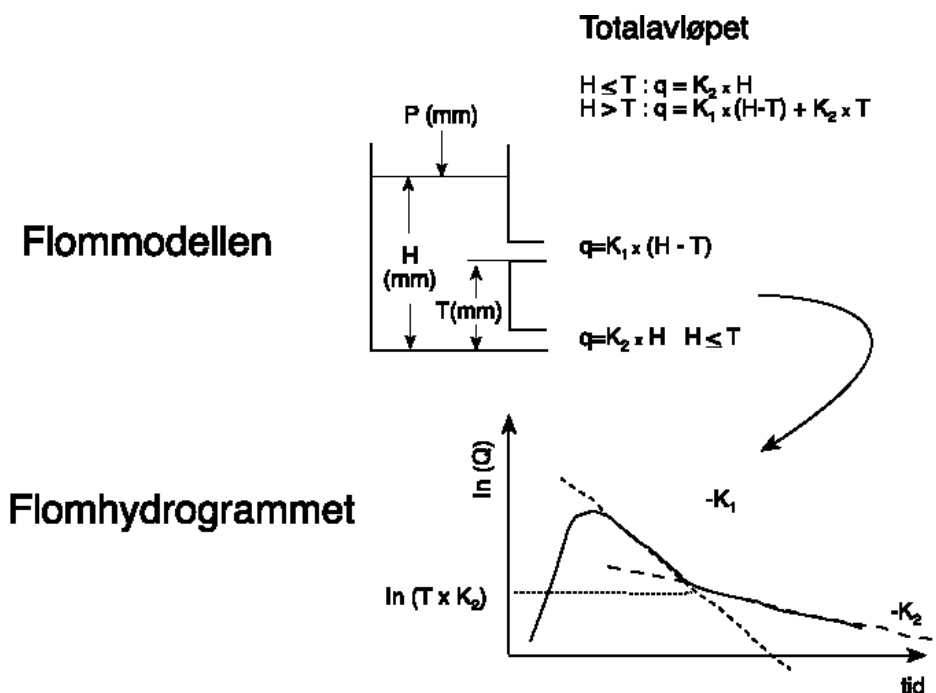 Totalavløpet
H ≤ T : q = K₂ x H
H > T : q = K₁ x (H-T) + K₂ x T
P (mm)
Flommodellen
H
(mm)
T(mm)
q=K₁ x (H - T)
q=K₂ x H H ≤ T
Flomhydrogrammet
ln (Q)
-K₁
ln (T x K₂)
-K₂
tid